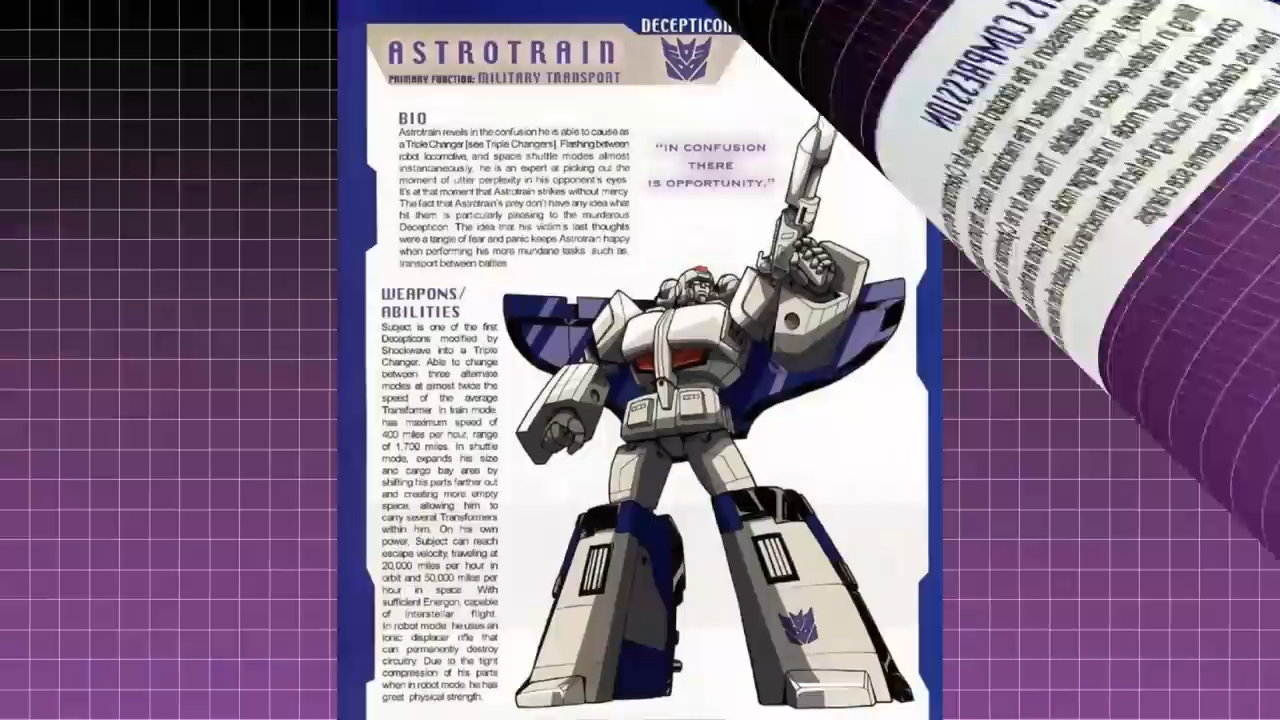 DECEPTICON
ASTROTRAIN
PRIMARY FUNCTION: MILITARY TRANSPORT
BIO
Astrotrain revels in the confusion he is able to cause as
a Triple Changer [see Triple Changers]. Flashing between
robot, locomotive, and space shuttle modes almost
instantaneously, he is an expert at picking out the
moment of utter perplexity in his opponent's eyes.
It's at that moment that Astrotrain strikes without mercy.
The fact that Astrotrain's prey don't have any idea what
hit them is particularly pleasing to the murderous
Decepticon. The idea that his victim's last thoughts
were a tangle of fear and panic keeps Astrotrain happy
when performing his more mundane tasks, such as,
transport between battles
"IN CONFUSION
THERE
IS OPPORTUNITY."
WEAPONS/
ABILITIES
Subject is one of the first
Decepticons modified by
Shockwave into a Triple
Changer. Able to change
between three alternate
modes at almost twice the
speed of the average
Transformer. In train mode,
has maximum speed of
400 miles per hour, range
of 1,700 miles. In shuttle
mode, expands his size
and cargo bay area by
shifting his parts farther out
and creating more empty
space, allowing him to
carry several Transformers
within him. On his own
power, Subject can reach
escape velocity, traveling at
20,000 miles per hour in
orbit and 50,000 miles per
hour in space. With
sufficient Energon, capable
of interstellar flight.
In robot mode, he uses an
ionic displacer rifle that
can permanently destroy
circuitry. Due to the tight
compression of his parts
when in robot mode, he has
great physical strength.
COMPRESSION